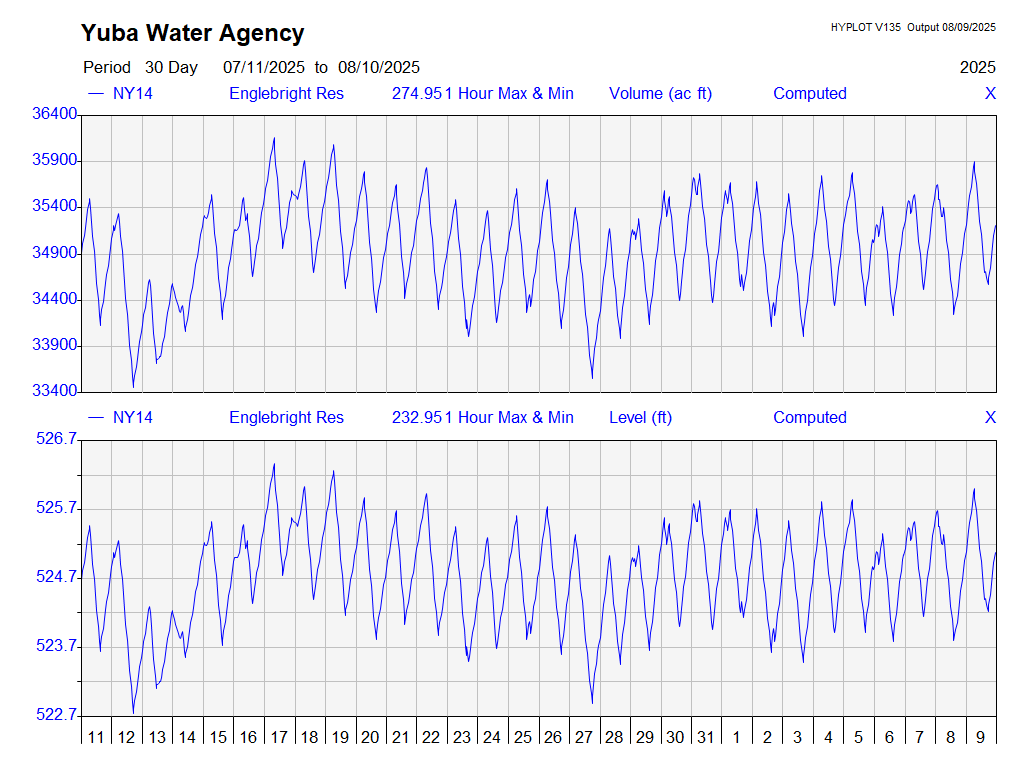 Yuba Water Agency
HYPLOT V135 Output 08/09/2025
Period 30 Day 07/11/2025 to 08/10/2025
2025
— NY14 Englebright Res 274.951 Hour Max & Min Volume (ac ft) Computed X
36400
35900
35400
34900
34400
33900
33400
— NY14 Englebright Res 232.951 Hour Max & Min Level (ft) Computed X
526.7
525.7
524.7
523.7
522.7
11 12 13 14 15 16 17 18 19 20 21 22 23 24 25 26 27 28 29 30 31 1 2 3 4 5 6 7 8 9